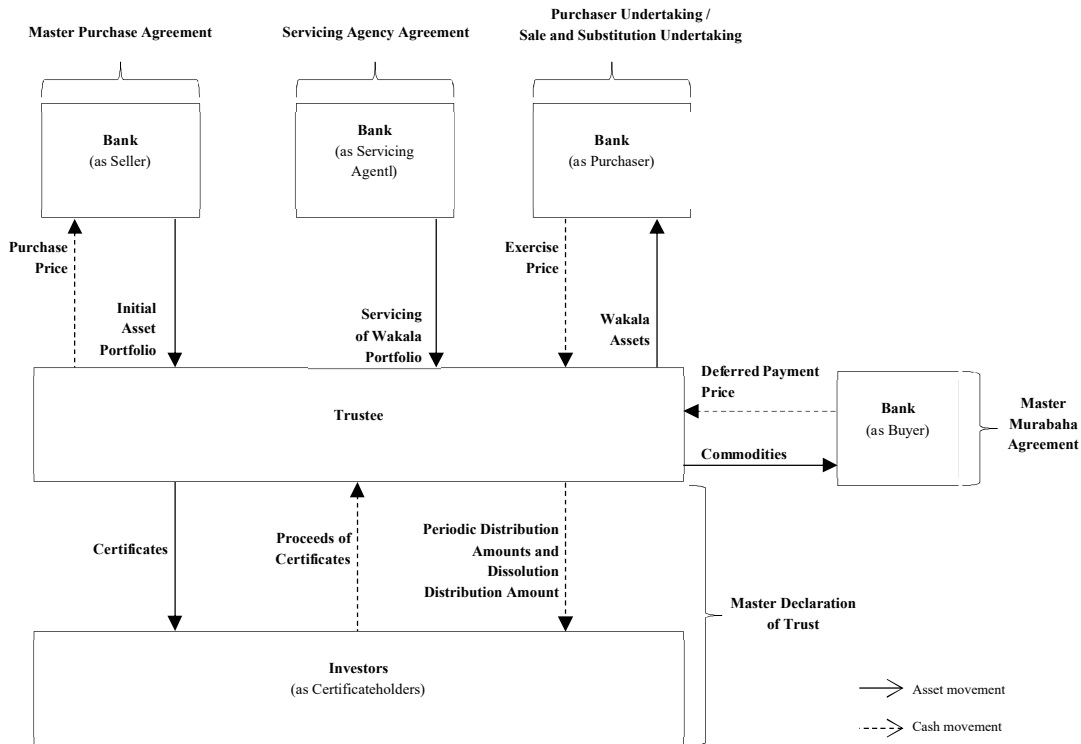 Master Purchase Agreement
Servicing Agency Agreement
Purchaser Undertaking /
Sale and Substitution Undertaking
Bank
(as Seller)
Bank
(as Servicing
Agentl)
Bank
(as Purchaser)
Purchase
Price
Initial
Asset
Portfolio
Servicing
of Wakala
Portfolio
Exercise
Price
Wakala
Assets
Trustee
Deferred Payment
Price
Commodities
Bank
(as Buyer)
Master
Murabaha
Agreement
Certificates
Proceeds of
Certificates
Periodic Distribution
Amounts and
Dissolution
Distribution Amount
Master Declaration
of Trust
Investors
(as Certificateholders)
Asset movement
Cash movement